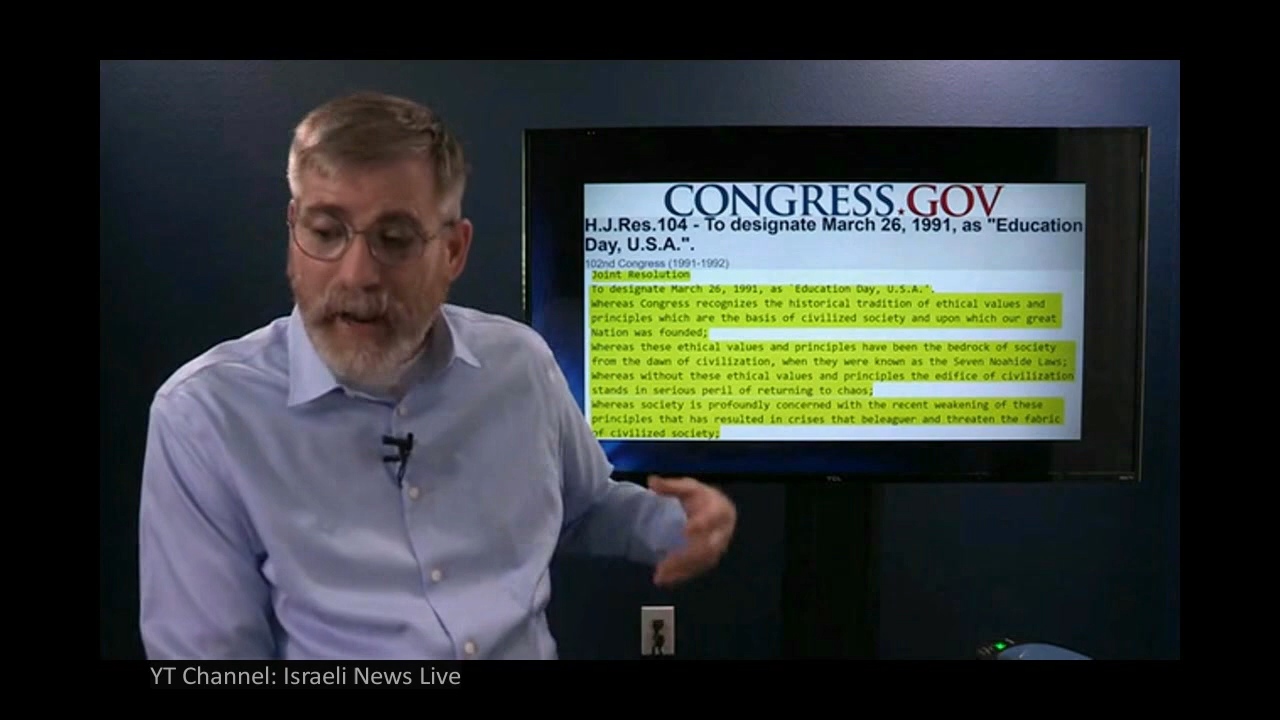 CONGRESS.GOV
H.J.Res.104 - To designate March 26, 1991, as "Education
Day, U.S.A.".
102nd Congress (1991-1992)
Joint Resolution
To designate March 26, 1991, as `Education Day, U.S.A.'.
Whereas Congress recognizes the historical tradition of ethical values and
principles which are the basis of civilized society and upon which our great
Nation was founded;
Whereas these ethical values and principles have been the bedrock of society
from the dawn of civilization, when they were known as the Seven Noahide Laws;
Whereas without these ethical values and principles the edifice of civilization
stands in serious peril of returning to chaos;
Whereas society is profoundly concerned with the recent weakening of these
principles that has resulted in crises that beleaguer and threaten the fabric
of civilized society;
TCL
YT Channel: Israeli News Live